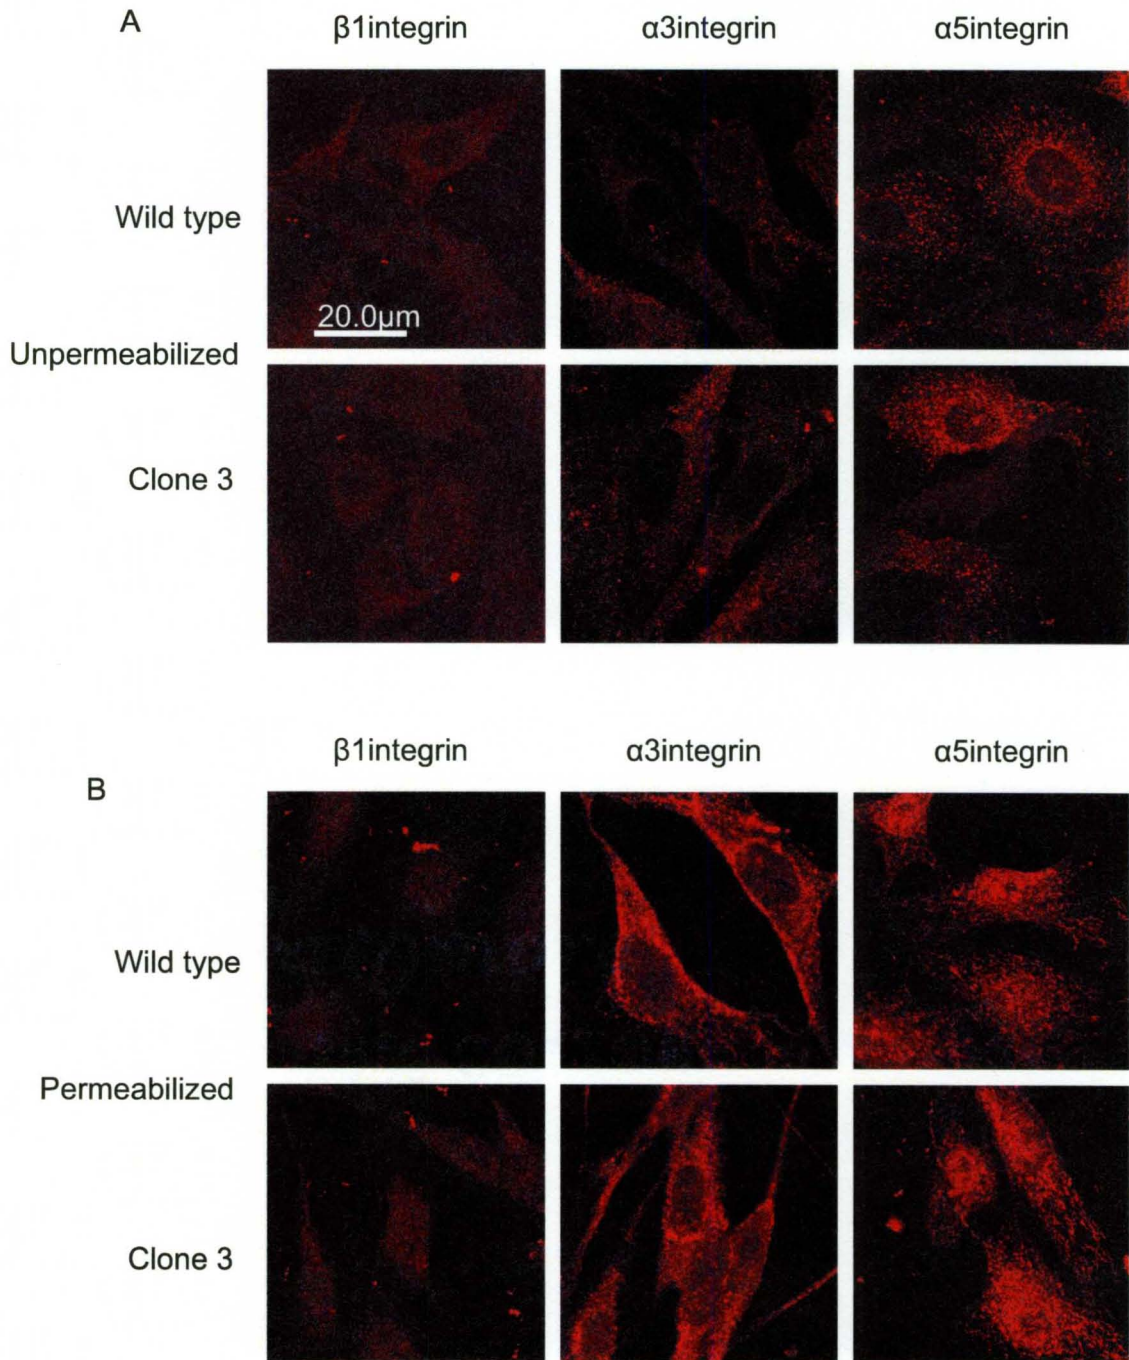 A
β1integrin α3integrin α5integrin
Wild type
20.0µm
Unpermeabilized
Clone 3
β1integrin α3integrin α5integrin
B
Wild type
Permeabilized
Clone 3